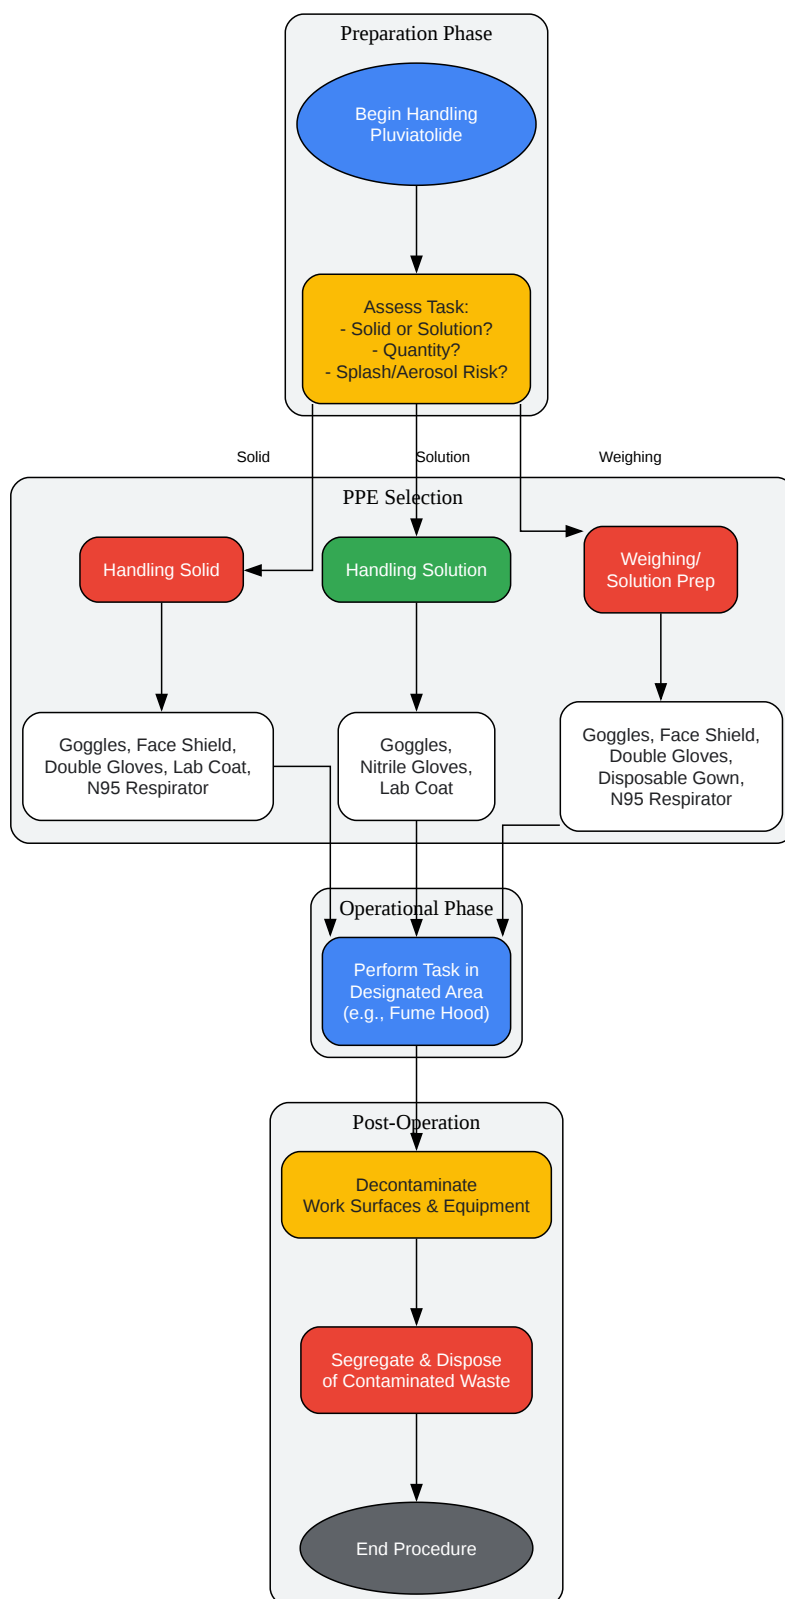 Preparation Phase
Begin Handling
Pluviatolide
Assess Task:
- Solid or Solution?
- Quantity?
- Splash/Aerosol Risk?
Solid
Solution
Weighing
PPE Selection
Handling Solid
Handling Solution
Weighing/
Solution Prep
Goggles, Face Shield,
Double Gloves, Lab Coat,
N95 Respirator
Goggles,
Nitrile Gloves,
Lab Coat
Goggles, Face Shield,
Double Gloves,
Disposable Gown,
N95 Respirator
Operational Phase
Perform Task in
Designated Area
(e.g., Fume Hood)
Post-Operation
Decontaminate
Work Surfaces & Equipment
Segregate & Dispose
of Contaminated Waste
End Procedure